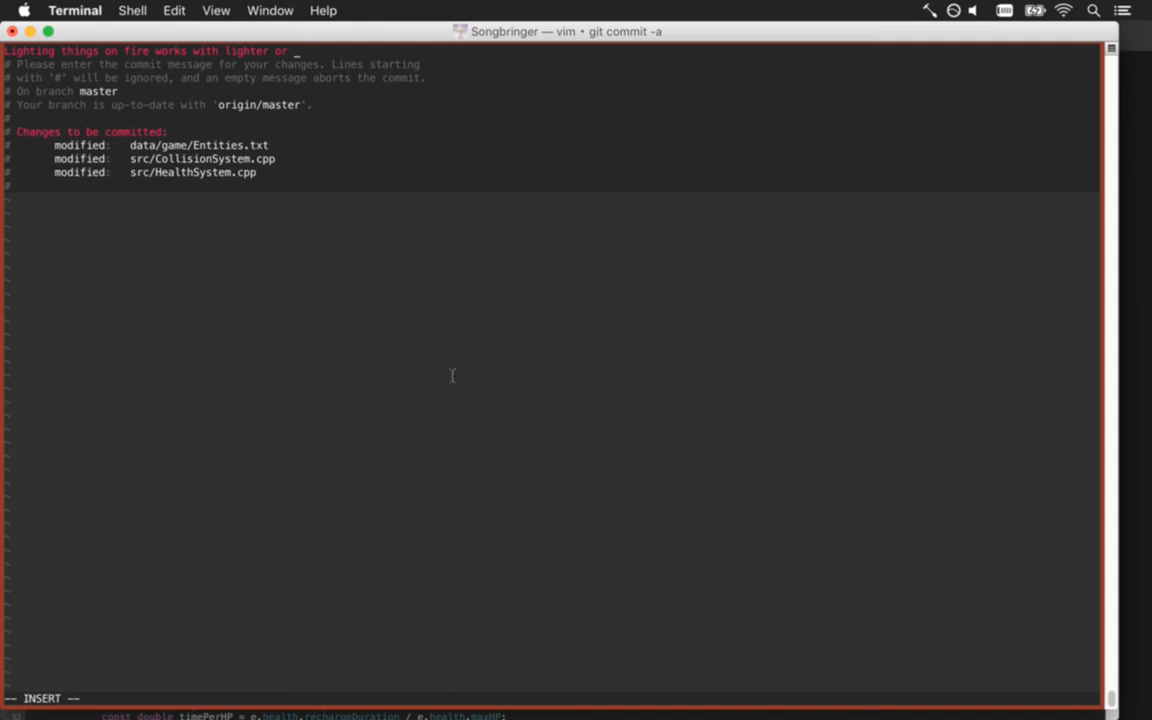 Terminal Shell Edit View Window Help
Songbringer — vim • git commit -a
Lighting things on fire works with lighter or _
# Please enter the commit message for your changes. Lines starting
# with '#' will be ignored, and an empty message aborts the commit.
# On branch master
# Your branch is up-to-date with 'origin/master'.
#
# Changes to be committed:
# modified: data/game/Entities.txt
# modified: src/CollisionSystem.cpp
# modified: src/HealthSystem.cpp
#
-- INSERT --
const double timePerHP = e.health.rechargeDuration / e.health.maxHP;